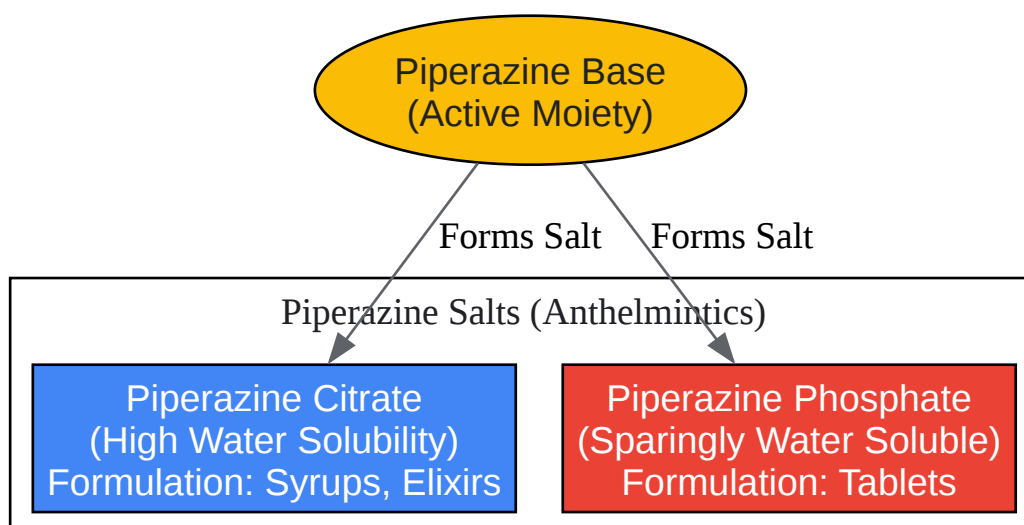 Piperazine Base
(Active Moiety)
Forms Salt
Forms Salt
Piperazine Salts (Anthelmintics)
Piperazine Citrate
(High Water Solubility)
Formulation: Syrups, Elixirs
Piperazine Phosphate
(Sparingly Water Soluble)
Formulation: Tablets